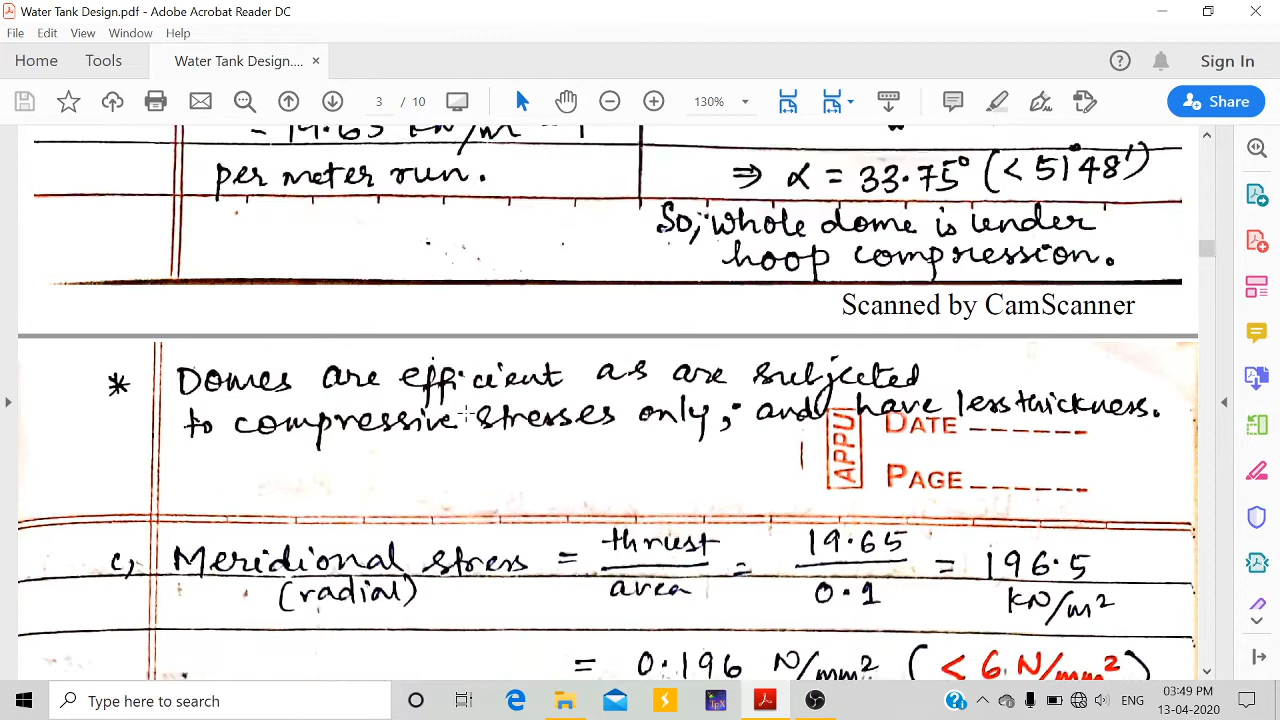 Water Tank Design.pdf - Adobe Acrobat Reader DC
File Edit View Window Help
Home Tools Water Tank Design.... × Sign In
3 / 10 130% Share
= 19.65 KN/m
per meter run.
⇒ α = 33.75° (< 51°48')
So, whole dome is under
hoop compression.
Scanned by CamScanner
* Domes are efficient as are subjected
to compressive stresses only, and have less thickness.
APPU
DATE
PAGE
c, Meridional stress = thrust / area = 19.65 / 0.1 = 196.5 KN/m²
(radial)
= 0.196 N/mm² (< 6 N/mm²)
Type here to search
ENG
03:49 PM
13-04-2020